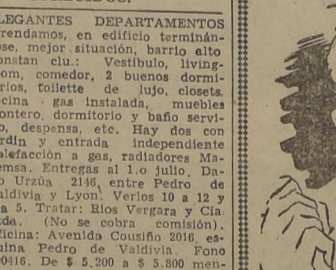 LEGANTES DEPARTAMENTOS
rrendamos, en edificio terminán-
ose, mejor situación, barrio alto
onstan clu.: Vestíbulo, living-
oom, comedor, 2 buenos dormi-
rios, toilette de lujo, closets.
ocina gas instalada, muebles
ontero, dormitorio y baño servi-
o, despensa, etc. Hay dos con
rdín y entrada independiente
alefacción a gas, radiadores Ma-
emsa. Entregas al 1.o julio. Da-
o Urzúa 2146, entre Pedro de
aldivia y Lyon. Verlos 10 a 12 y
a 5. Tratar: Ríos Vergara y Cía
da. (No se cobra comisión).
ficina: Avenida Cousiño 2016, es-
uina Pedro de Valdivia. Fono
0416. De $ 5.200 a $ 5.800 men-